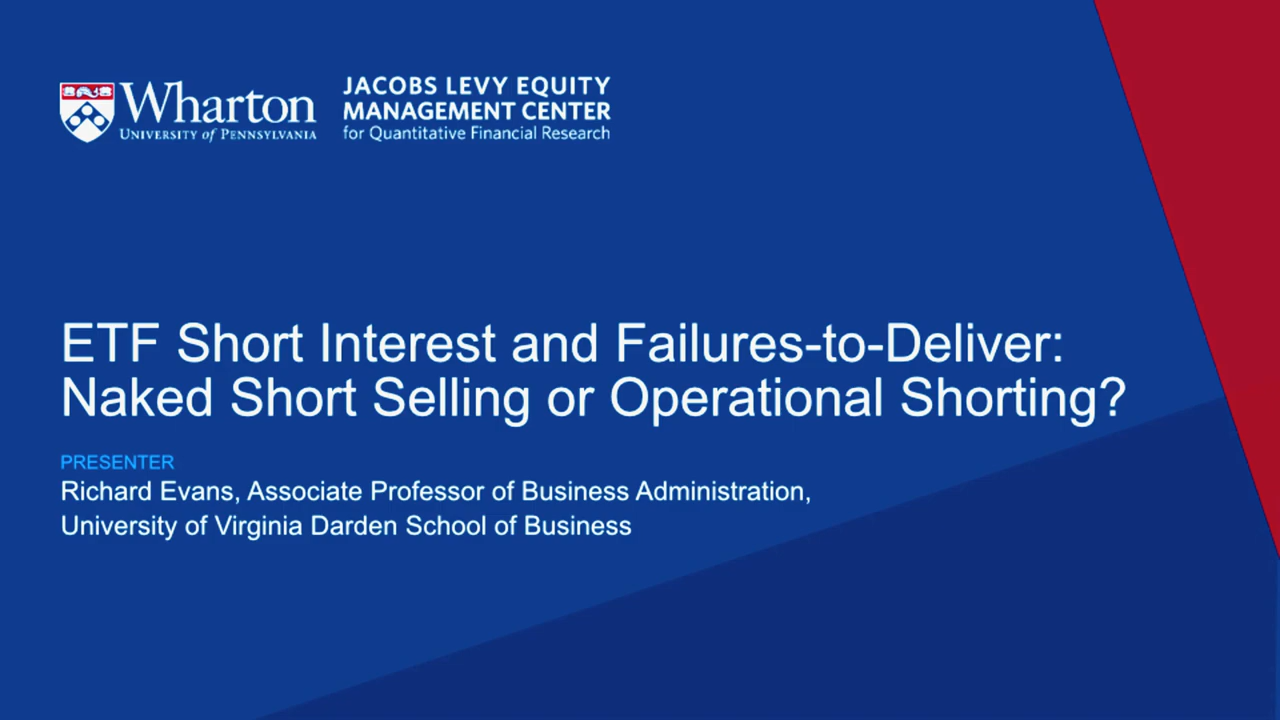 Wharton
UNIVERSITY of PENNSYLVANIA
JACOBS LEVY EQUITY
MANAGEMENT CENTER
for Quantitative Financial Research
ETF Short Interest and Failures-to-Deliver:
Naked Short Selling or Operational Shorting?
PRESENTER
Richard Evans, Associate Professor of Business Administration,
University of Virginia Darden School of Business